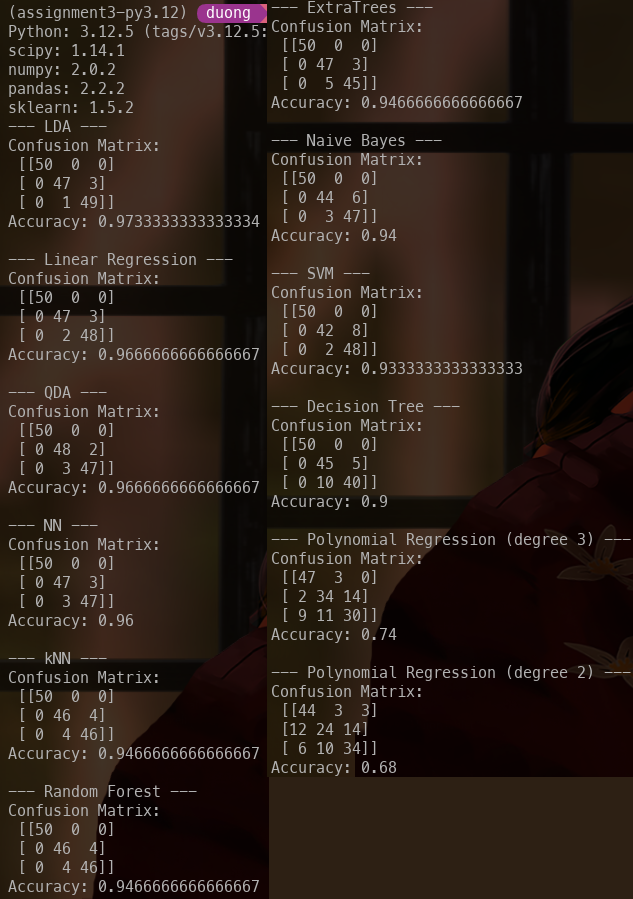 (assignment3-py3.12) duong
Python: 3.12.5 (tags/v3.12.5:
scipy: 1.14.1
numpy: 2.0.2
pandas: 2.2.2
sklearn: 1.5.2
--- LDA ---
Confusion Matrix:
[[50  0  0]
[ 0 47  3]
[ 0  1 49]]
Accuracy: 0.9733333333333334
--- Linear Regression ---
Confusion Matrix:
[[50  0  0]
[ 0 47  3]
[ 0  2 48]]
Accuracy: 0.9666666666666667
--- QDA ---
Confusion Matrix:
[[50  0  0]
[ 0 48  2]
[ 0  3 47]]
Accuracy: 0.9666666666666667
--- NN ---
Confusion Matrix:
[[50  0  0]
[ 0 47  3]
[ 0  3 47]]
Accuracy: 0.96
--- kNN ---
Confusion Matrix:
[[50  0  0]
[ 0 46  4]
[ 0  4 46]]
Accuracy: 0.9466666666666667
--- Random Forest ---
Confusion Matrix:
[[50  0  0]
[ 0 46  4]
[ 0  4 46]]
Accuracy: 0.9466666666666667
--- ExtraTrees ---
Confusion Matrix:
[[50  0  0]
[ 0 47  3]
[ 0  5 45]]
Accuracy: 0.9466666666666667
--- Naive Bayes ---
Confusion Matrix:
[[50  0  0]
[ 0 44  6]
[ 0  3 47]]
Accuracy: 0.94
--- SVM ---
Confusion Matrix:
[[50  0  0]
[ 0 42  8]
[ 0  2 48]]
Accuracy: 0.9333333333333333
--- Decision Tree ---
Confusion Matrix:
[[50  0  0]
[ 0 45  5]
[ 0 10 40]]
Accuracy: 0.9
--- Polynomial Regression (degree 3) ---
Confusion Matrix:
[[47  3  0]
[ 2 34 14]
[ 9 11 30]]
Accuracy: 0.74
--- Polynomial Regression (degree 2) ---
Confusion Matrix:
[[44  3  3]
[12 24 14]
[ 6 10 34]]
Accuracy: 0.68